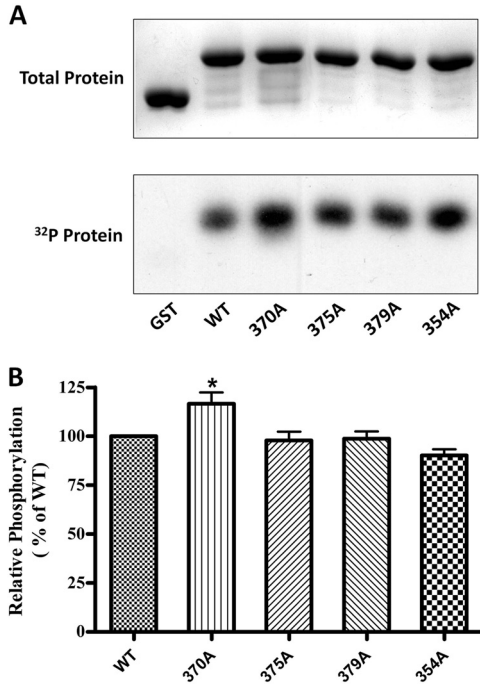 A
Total Protein
³²P Protein
GST
WT
370A
375A
379A
354A
B
Relative Phosphorylation
( % of WT)
125
100
75
50
25
0
*
WT
370A
375A
379A
354A